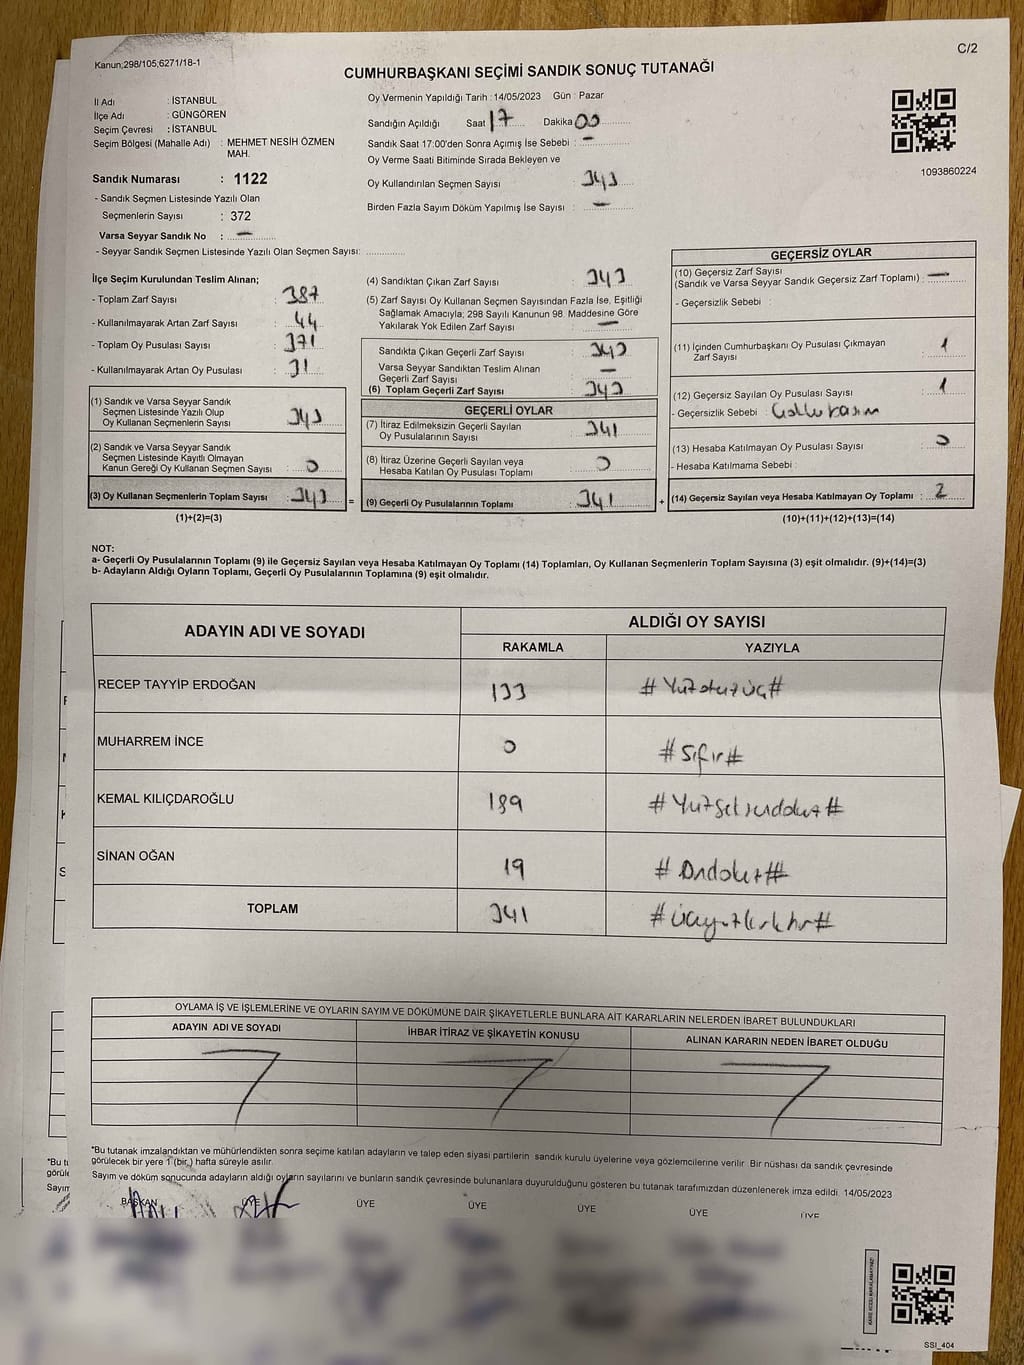 C/2
Kanun,298/105,6271/18-1
CUMHURBAŞKANI SEÇİMİ SANDIK SONUÇ TUTANAĞI
İl Adı : İSTANBUL
İlçe Adı : GÜNGÖREN
Seçim Çevresi : İSTANBUL
Seçim Bölgesi (Mahalle Adı) : MEHMET NESİH ÖZMEN
MAH.
Sandık Numarası : 1122
- Sandık Seçmen Listesinde Yazılı Olan
Seçmenlerin Sayısı : 372
Varsa Seyyar Sandık No : —
- Seyyar Sandık Seçmen Listesinde Yazılı Olan Seçmen Sayısı:
Oy Vermenin Yapıldığı Tarih : 14/05/2023 Gün : Pazar
Sandığın Açıldığı Saat 17 Dakika 00
Sandık Saat 17:00'den Sonra Açımış İse Sebebi : —
Oy Verme Saati Bitiminde Sırada Bekleyen ve
Oy Kullandırılan Seçmen Sayısı 343
Birden Fazla Sayım Döküm Yapılmış İse Sayısı : —
1093860224
İlçe Seçim Kurulundan Teslim Alınan;
- Toplam Zarf Sayısı : 387
- Kullanılmayarak Artan Zarf Sayısı : 44
- Toplam Oy Pusulası Sayısı : 371
- Kullanılmayarak Artan Oy Pusulası : 31
(1) Sandık ve Varsa Seyyar Sandık
Seçmen Listesinde Yazılı Olup
Oy Kullanan Seçmenlerin Sayısı : 343
(2) Sandık ve Varsa Seyyar Sandık
Seçmen Listesinde Kayıtlı Olmayan
Kanun Gereği Oy Kullanan Seçmen Sayısı : 0
(3) Oy Kullanan Seçmenlerin Toplam Sayısı : 343 =
(1)+(2)=(3)
(4) Sandıktan Çıkan Zarf Sayısı : 343
(5) Zarf Sayısı Oy Kullanan Seçmen Sayısından Fazla İse, Eşitliği
Sağlamak Amacıyla; 298 Sayılı Kanunun 98. Maddesine Göre
Yakılarak Yok Edilen Zarf Sayısı : —
Sandıkta Çıkan Geçerli Zarf Sayısı : 343
Varsa Seyyar Sandıktan Teslim Alınan
Geçerli Zarf Sayısı : —
(6) Toplam Geçerli Zarf Sayısı : 343
GEÇERLİ OYLAR
(7) İtiraz Edilmeksizin Geçerli Sayılan
Oy Pusulalarının Sayısı : 341
(8) İtiraz Üzerine Geçerli Sayılan veya
Hesaba Katılan Oy Pusulası Toplamı : 0
(9) Geçerli Oy Pusulalarının Toplamı : 341 +
GEÇERSİZ OYLAR
(10) Geçersiz Zarf Sayısı
(Sandık ve Varsa Seyyar Sandık Geçersiz Zarf Toplamı) : —
- Geçersizlik Sebebi :
(11) İçinden Cumhurbaşkanı Oy Pusulası Çıkmayan
Zarf Sayısı : 1
(12) Geçersiz Sayılan Oy Pusulası Sayısı : 1
- Geçersizlik Sebebi :
(13) Hesaba Katılmayan Oy Pusulası Sayısı : 0
- Hesaba Katılmama Sebebi :
(14) Geçersiz Sayılan veya Hesaba Katılmayan Oy Toplamı : 2
(10)+(11)+(12)+(13)=(14)
NOT:
a- Geçerli Oy Pusulalarının Toplamı (9) ile Geçersiz Sayılan veya Hesaba Katılmayan Oy Toplamı (14) Toplamları, Oy Kullanan Seçmenlerin Toplam Sayısına (3) eşit olmalıdır. (9)+(14)=(3)
b- Adayların Aldığı Oyların Toplamı, Geçerli Oy Pusulalarının Toplamına (9) eşit olmalıdır.
ADAYIN ADI VE SOYADI
ALDIĞI OY SAYISI
RAKAMLA YAZIYLA
RECEP TAYYİP ERDOĞAN 133 #Yüzotuzüç#
MUHARREM İNCE 0 #Sıfır#
KEMAL KILIÇDAROĞLU 189 #Yüzseksendokuz#
SİNAN OĞAN 19 #Ondokuz#
TOPLAM 341 #üçyüzkırkbir#
OYLAMA İŞ VE İŞLEMLERİNE VE OYLARIN SAYIM VE DÖKÜMÜNE DAİR ŞİKAYETLERLE BUNLARA AİT KARARLARIN NELERDEN İBARET BULUNDUKLARI
ADAYIN ADI VE SOYADI İHBAR İTİRAZ VE ŞİKAYETİN KONUSU ALINAN KARARIN NEDEN İBARET OLDUĞU
*Bu tutanak imzalandıktan ve mühürlendikten sonra seçime katılan adayların ve talep eden siyasi partilerin sandık kurulu üyelerine veya gözlemcilerine verilir. Bir nüshası da sandık çevresinde
görülecek bir yere 1 (bir,) hafta süreyle asılır.
Sayım ve döküm sonucunda adayların aldığı oyların sayılarını ve bunların sandık çevresinde bulunanlara duyurulduğunu gösteren bu tutanak tarafımızdan düzenlenerek imza edildi. 14/05/2023
BAŞKAN ÜYE ÜYE ÜYE ÜYE ÜYE ÜYE
SSI_404